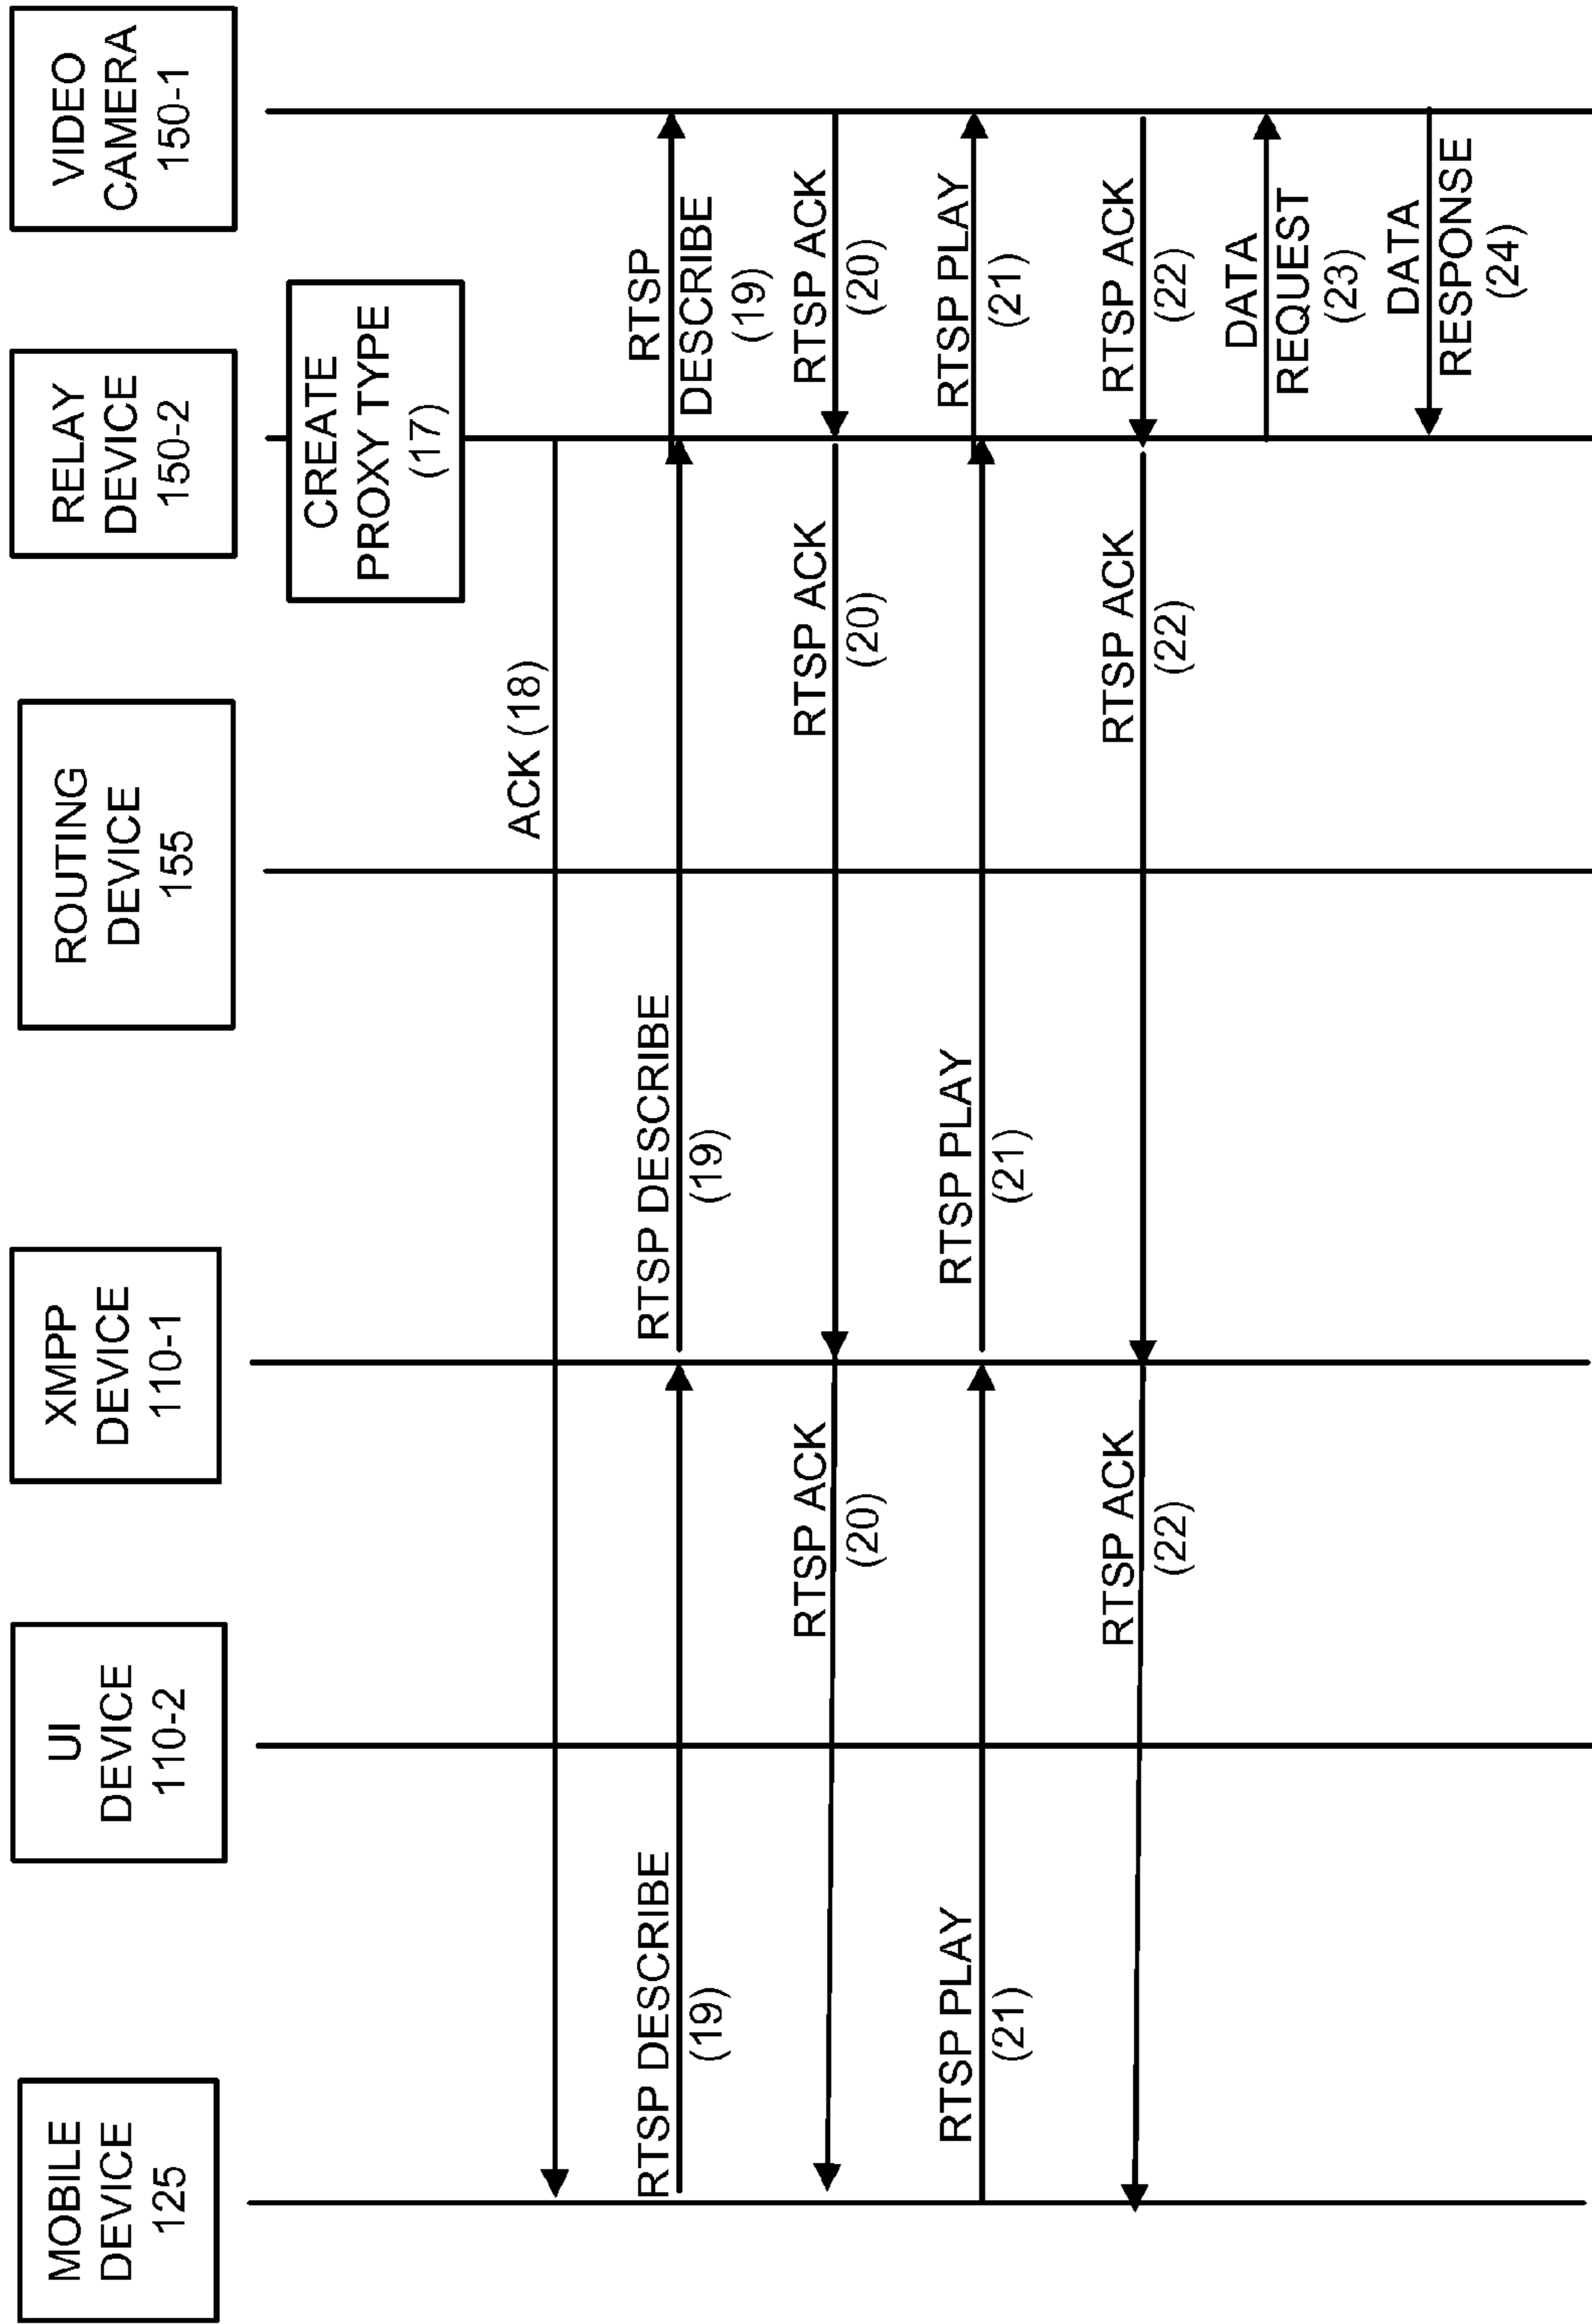 MOBILE
DEVICE
125
UI
DEVICE
110-2
XMPP
DEVICE
110-1
ROUTING
DEVICE
155
RELAY
DEVICE
150-2
VIDEO
CAMERA
150-1
CREATE
PROXY TYPE
(17)
ACK (18)
RTSP DESCRIBE
(19)
RTSP DESCRIBE
(19)
RTSP
DESCRIBE
(19)
RTSP ACK
(20)
RTSP ACK
(20)
RTSP ACK
(20)
RTSP PLAY
(21)
RTSP PLAY
(21)
RTSP PLAY
(21)
RTSP ACK
(22)
RTSP ACK
(22)
RTSP ACK
(22)
DATA
REQUEST
(23)
DATA
RESPONSE
(24)